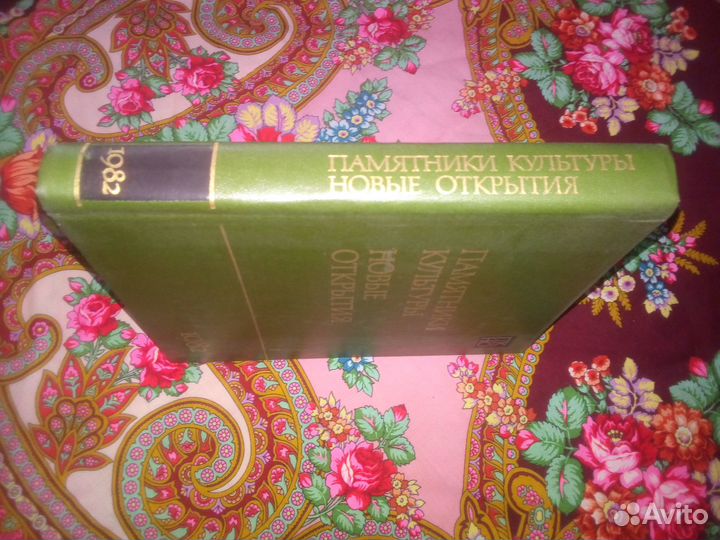 1982
ПАМЯТНИКИ КУЛЬТУРЫ
НОВЫЕ ОТКРЫТИЯ
ПАМЯТНИКИ
КУЛЬТУРЫ
НОВЫЕ
ОТКРЫТИЯ
Avito